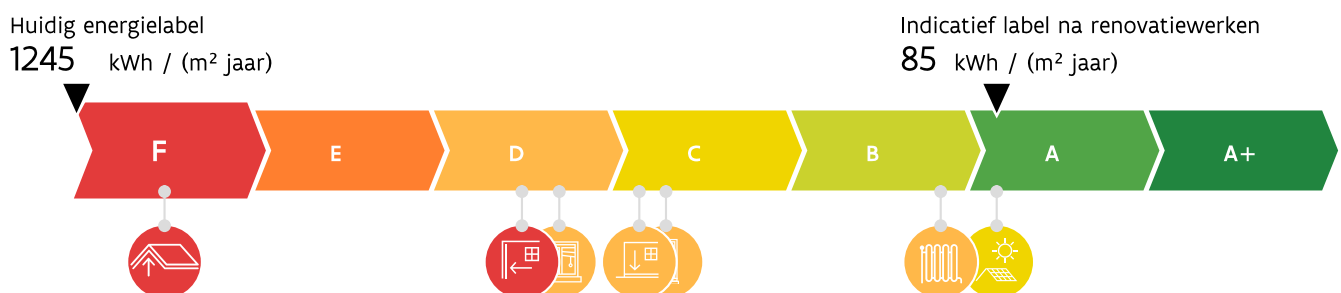 Huidig energielabel
1245 kWh / (m² jaar)
Indicatief label na renovatiewerken
85 kWh / (m² jaar)
F E D C B A A+